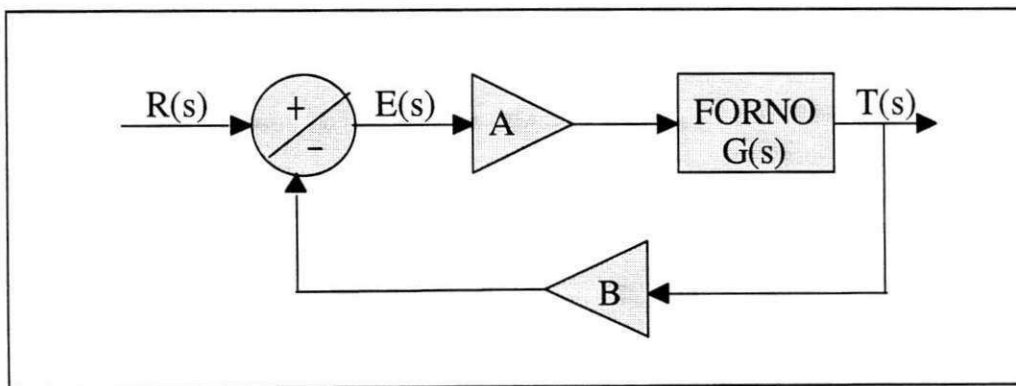 R(s)
+
-
E(s)
A
FORNO
G(s)
T(s)
B